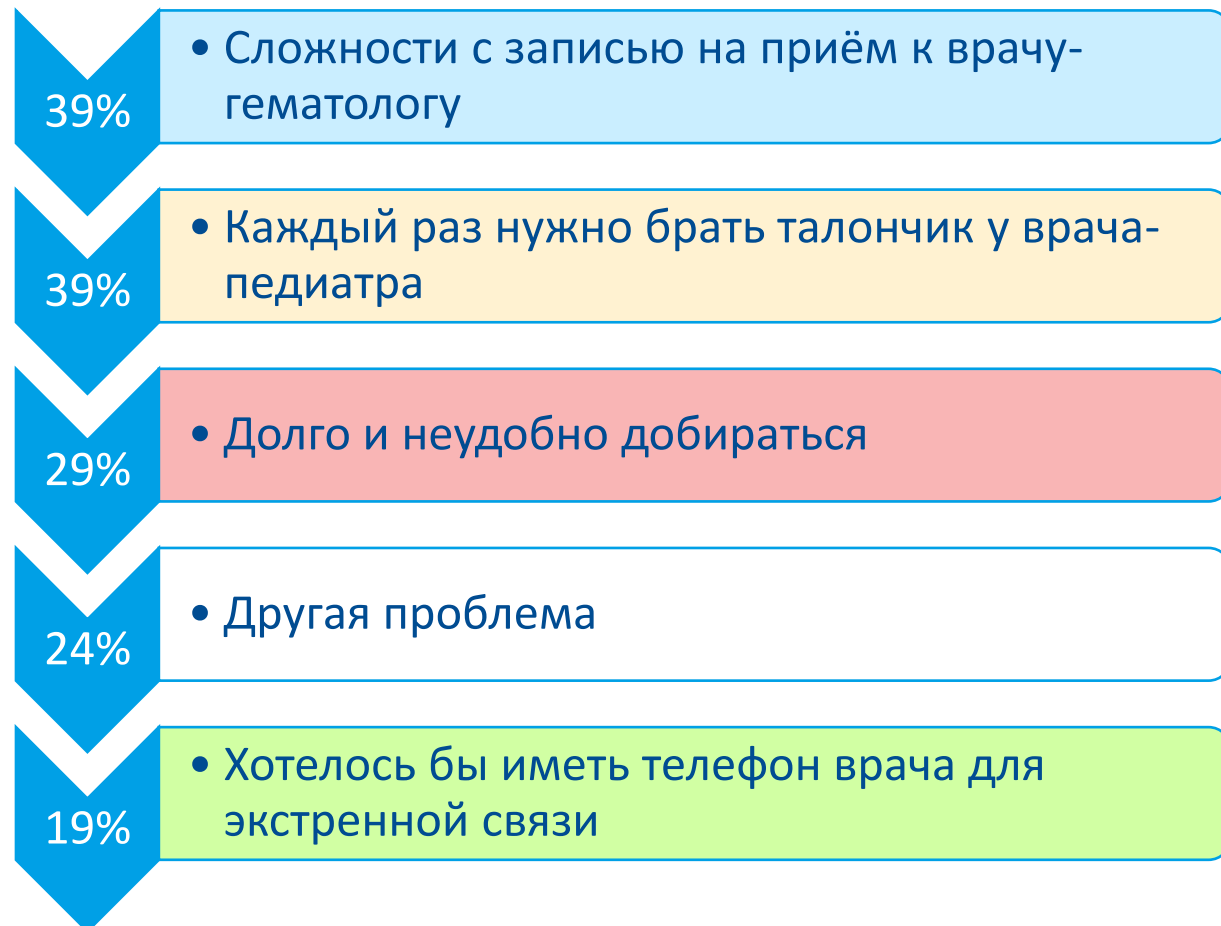 39%
• Сложности с записью на приём к врачу-
гематологу
39%
• Каждый раз нужно брать талончик у врача-
педиатра
29%
• Долго и неудобно добираться
24%
• Другая проблема
19%
• Хотелось бы иметь телефон врача для
экстренной связи